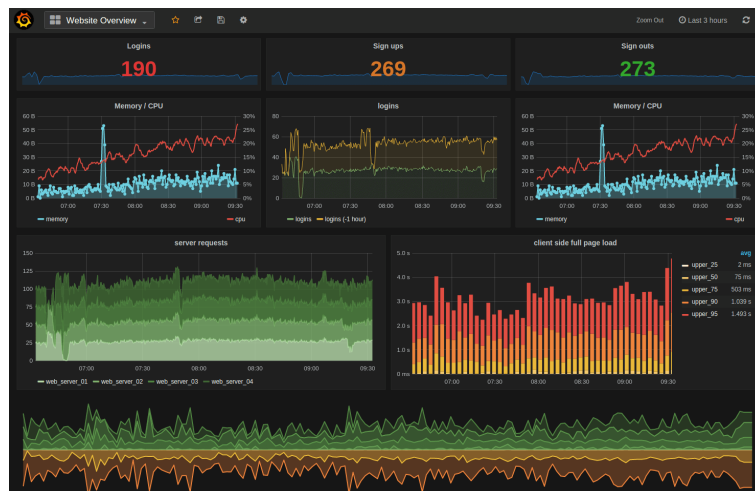 Website Overview
Zoom Out
Last 3 hours
Logins
190
Sign ups
269
Sign outs
273
Memory / CPU
60 B
50 B
40 B
30 B
20 B
10 B
0 B
30%
25%
20%
15%
10%
5%
0%
07:00 07:30 08:00 08:30 09:00 09:30
memory cpu
logins
80
60
40
20
0
07:00 07:30 08:00 08:30 09:00 09:30
logins logins (-1 hour)
Memory / CPU
60 B
50 B
40 B
30 B
20 B
10 B
0 B
30%
25%
20%
15%
10%
5%
0%
07:00 07:30 08:00 08:30 09:00 09:30
memory cpu
server requests
150
125
100
75
50
25
0
07:00 07:30 08:00 08:30 09:00 09:30
web_server_01 web_server_02 web_server_03 web_server_04
client side full page load
5.0 s
4.0 s
3.0 s
2.0 s
1.0 s
0 ms
07:00 07:30 08:00 08:30 09:00 09:30
avg
upper_25 2 ms
upper_50 75 ms
upper_75 503 ms
upper_90 1.039 s
upper_95 1.493 s